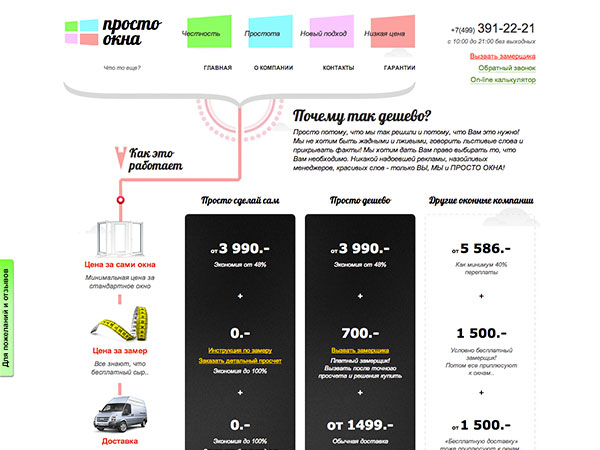 просто
окна
Честность
Простота
Новый подход
Низкая цена
+7(499) 391-22-21
с 10:00 до 21:00 без выходных
Вызвать замерщика
Обратный звонок
On-line калькулятор
Что то еще?
ГЛАВНАЯ
О КОМПАНИИ
КОНТАКТЫ
ГАРАНТИИ
Почему так дешево?
Просто потому, что мы так решили и потому, что Вам это нужно!
Мы не хотим быть жадными и лживыми, говорить льстивые слова и
прикрывать факты! Мы хотим дать Вам право выбирать то, что
Вам необходимо. Никакой надоевшей рекламы, назойливых
менеджеров, красивых слов - только ВЫ, МЫ и ПРОСТО ОКНА!
Как это
работает
Просто сделай сам
Просто дешево
Другие оконные компании
Цена за сами окна
Минимальная цена за
стандартное окно
от 3 990.-
Экономия от 48%
от 3 990.-
Экономия от 48%
от 5 586.-
Как минимум 40%
переплаты
+
+
+
Цена за замер
Все знают, что
бесплатный сыр..
0.-
Инструкция по замеру
Заказать детальный просчет
Экономия до 100%
700.-
Вызвать замерщика
Платный замерщик!
Вызвать после точного
просчета и решения купить
1 500.-
Условно бесплатный
замерщик!
Потом все приплюсуют
к окнам..
+
+
+
Доставка
0.-
Экономия до 100%
от 1499.-
Обычная доставка
от 1 500.-
«Бесплатную доставку»
Для пожеланий и отзывов